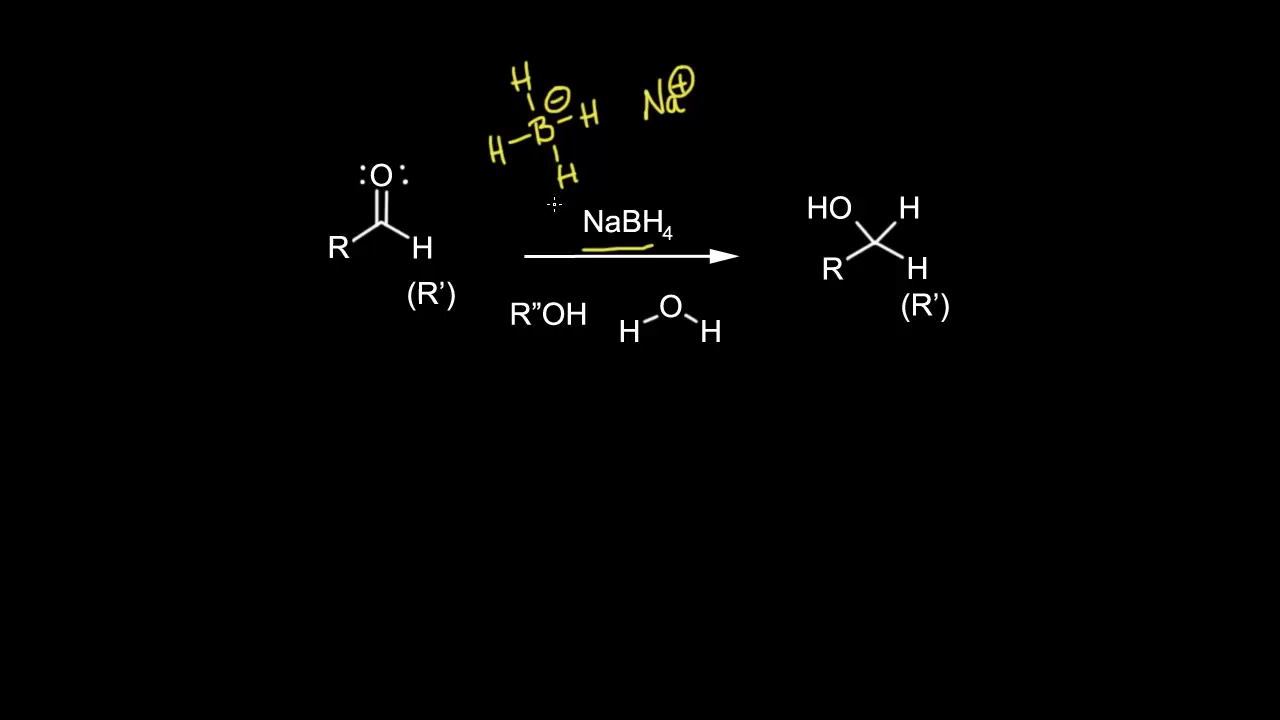 H
⊖
B H Na⊕
H
H
:O:
NaBH₄
HO H
R H
R H
(R’) (R’)
R”OH O
H H